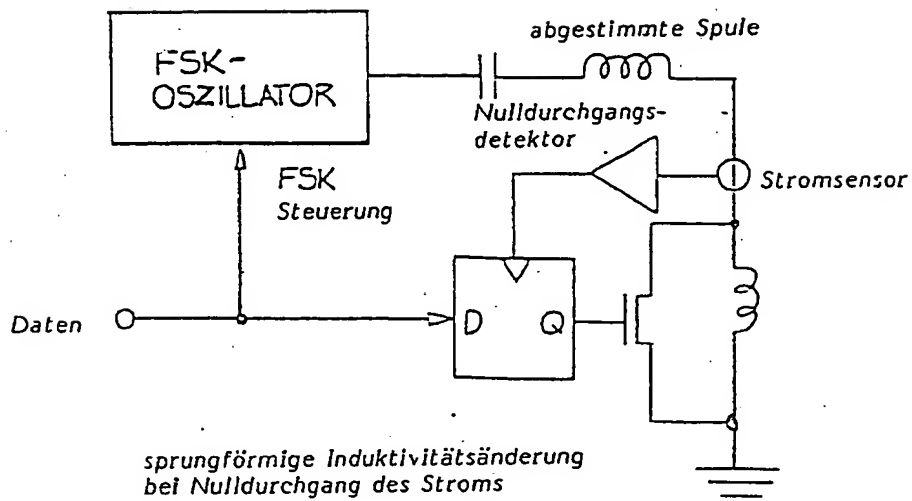 abgestimmte Spule
FSK-
OSZILLATOR
Nulldurchgangs-
detektor
FSK
Steuerung
Stromsensor
Daten
D Q
sprungförmige Induktivitätsänderung
bei Nulldurchgang des Stroms